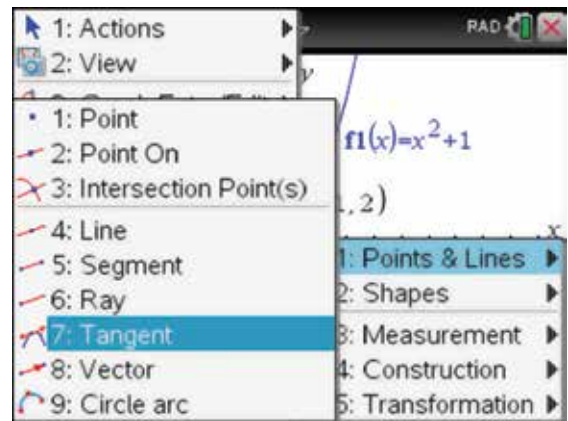 1: Actions
RAD
2: View
y
1: Point
f1(x)=x²+1
2: Point On
3: Intersection Point(s)
, 2)
4: Line
x
1: Points & Lines
5: Segment
2: Shapes
6: Ray
7: Tangent
3: Measurement
8: Vector
4: Construction
9: Circle arc
5: Transformation